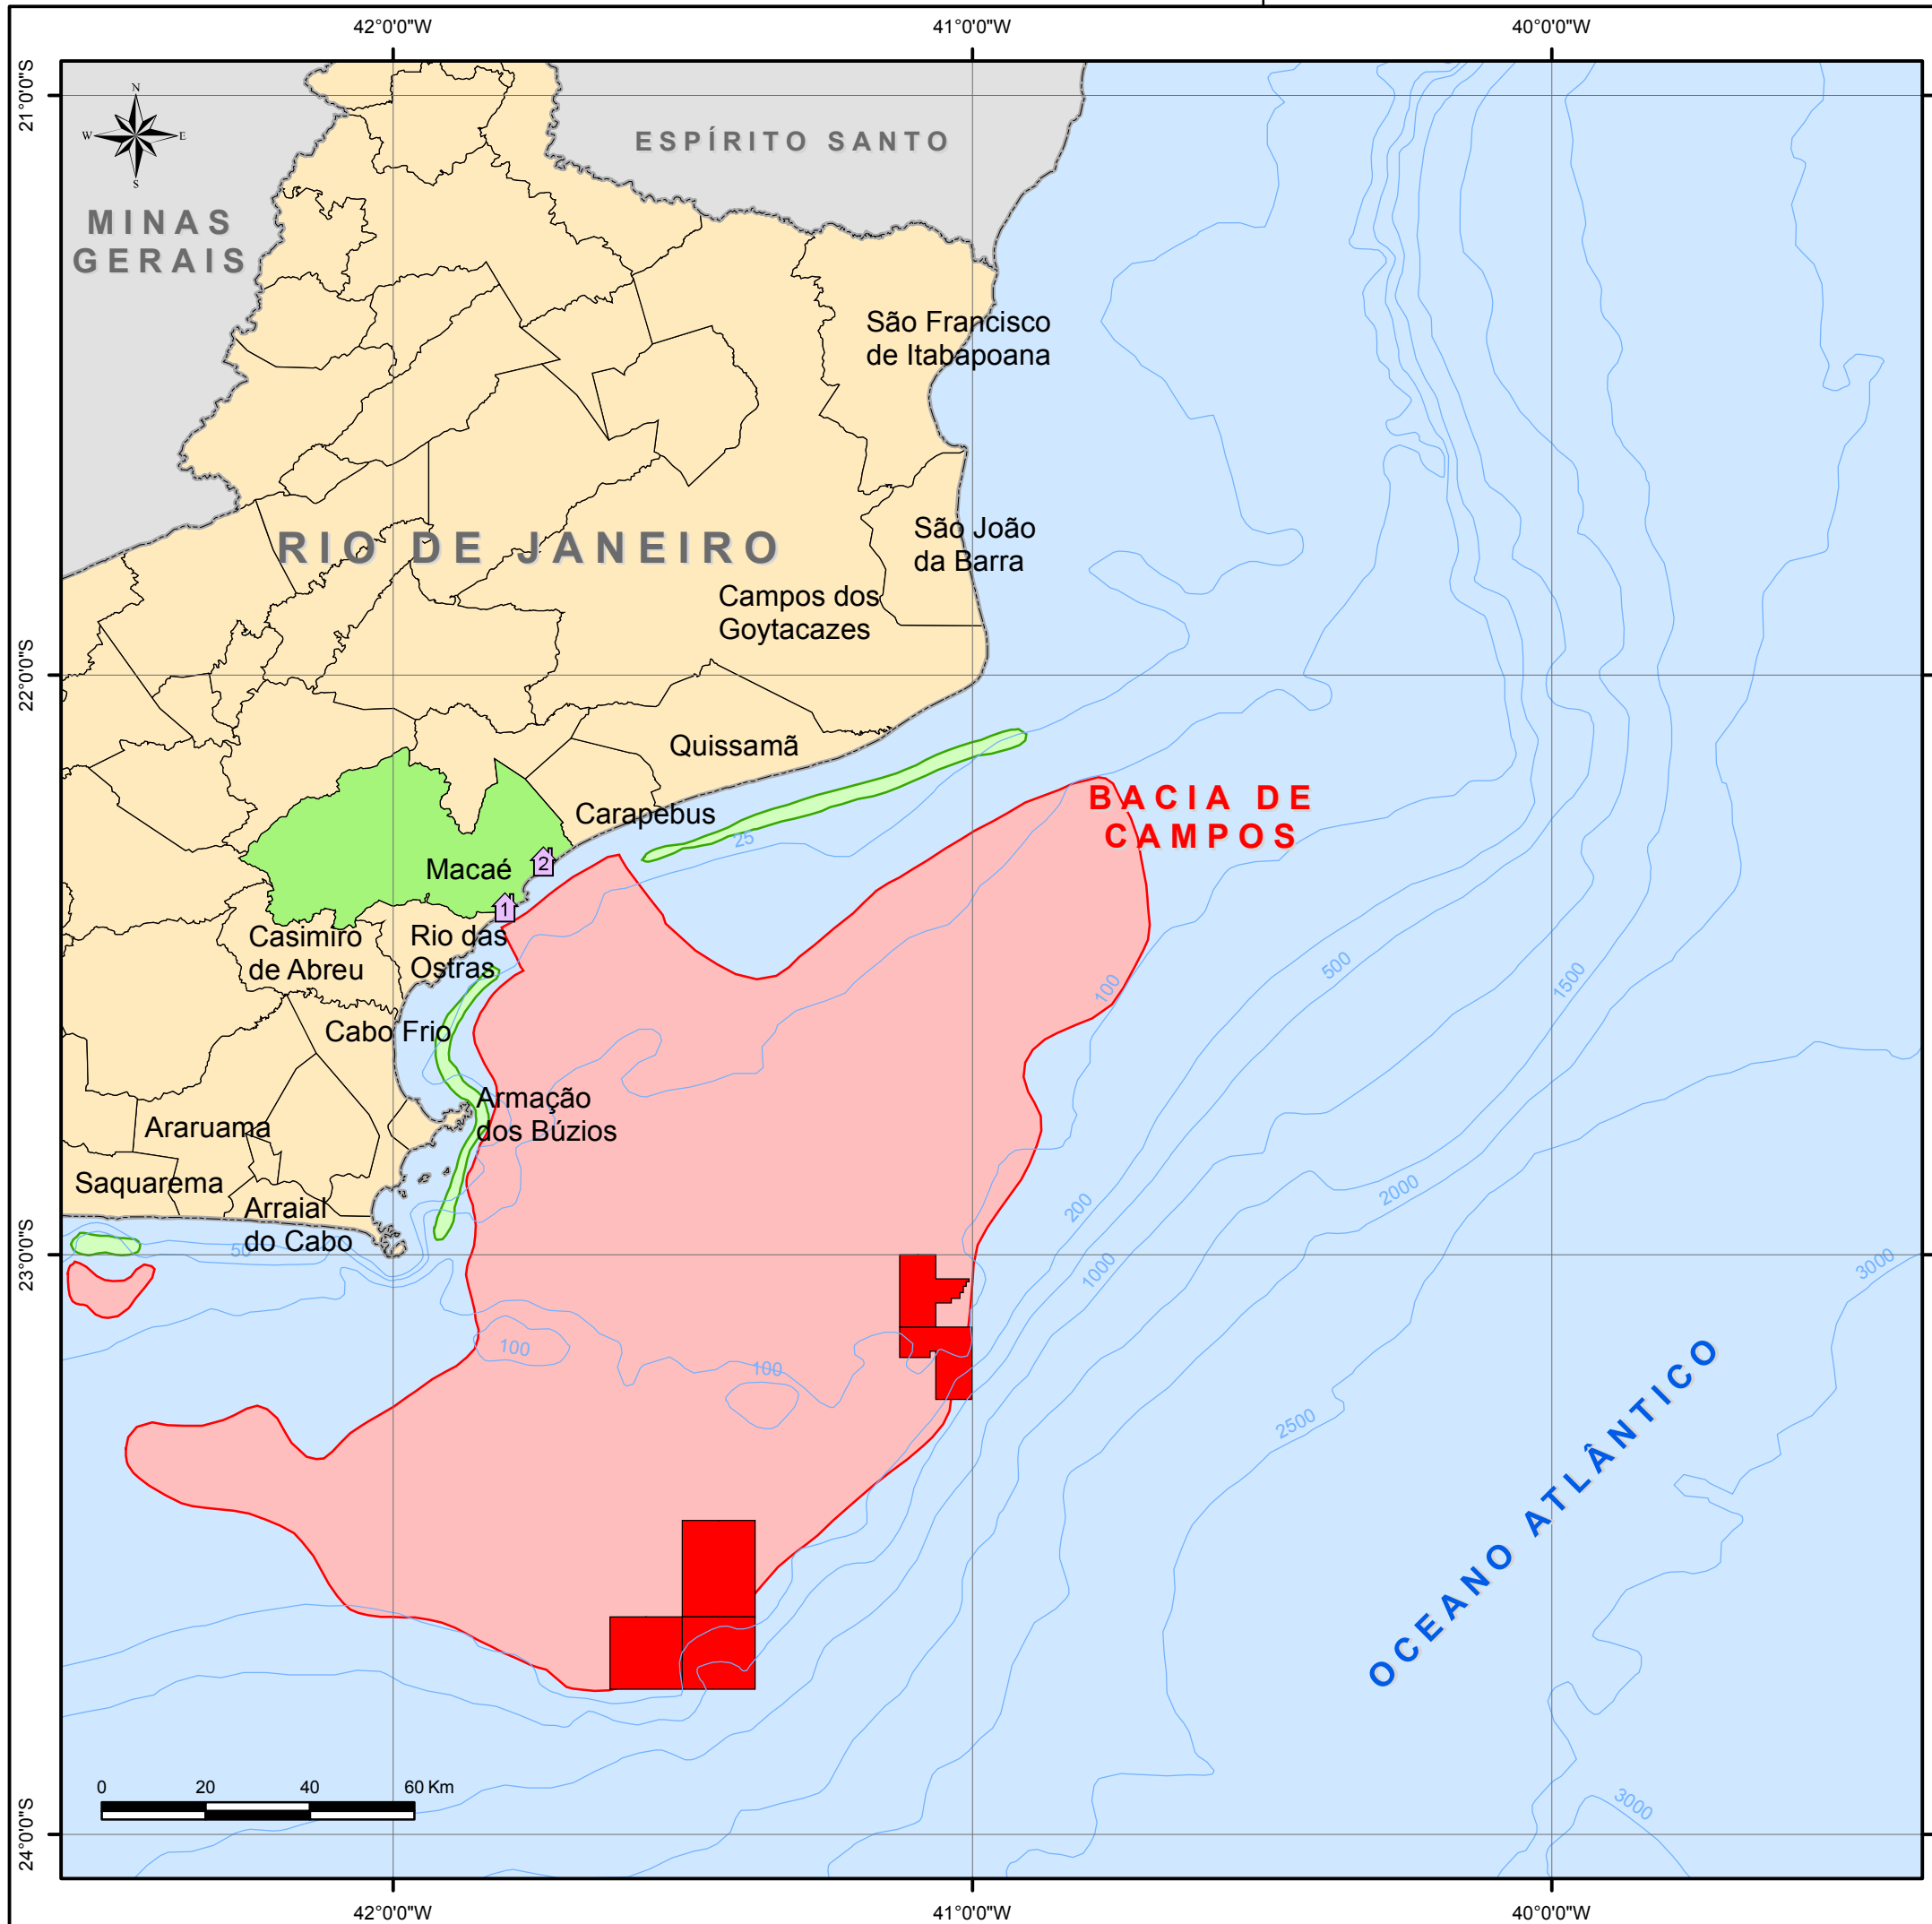 42°0'0"W
41°0'0"W
40°0'0"W
21°0'0"S
N
W
E
S
ESPÍRITO SANTO
MINAS
GERAIS
São Francisco
de Itabapoana
São João
da Barra
RIO DE JANEIRO
Campos dos
Goytacazes
22°0'0"S
Quissamã
BACIA DE
CAMPOS
Carapebus
25
Macaé
2
1
Casimiro
de Abreu
Rio das
Ostras
100
500
1500
Cabo Frio
Armação
dos Búzios
Araruama
Saquarema
Arraial
do Cabo
50
200
2000
1000
3000
23°0'0"S
100
100
2500
OCEANO ATLÂNTICO
0
20
40
60 Km
3000
24°0'0"S
42°0'0"W
41°0'0"W
40°0'0"W